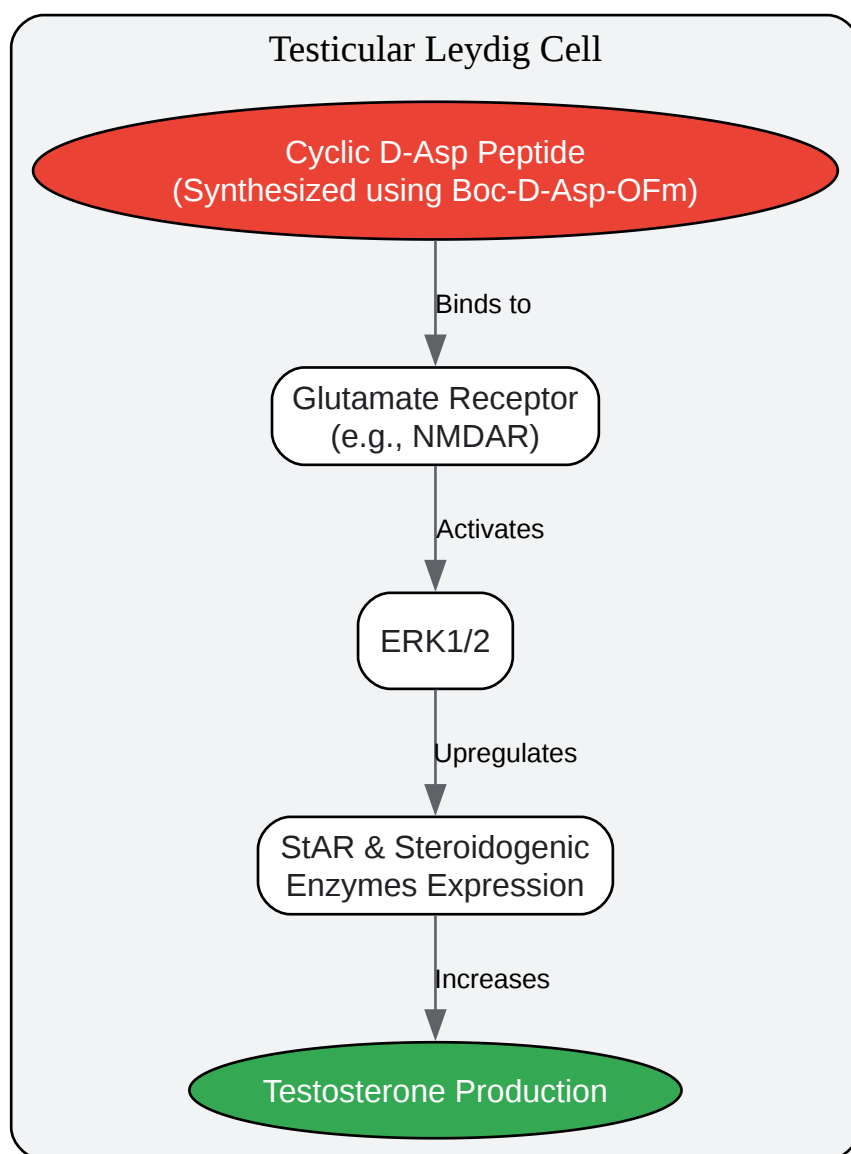 Testicular Leydig Cell
Cyclic D-Asp Peptide
(Synthesized using Boc-D-Asp-OFm)
Binds to
Glutamate Receptor
(e.g., NMDAR)
Activates
ERK1/2
Upregulates
StAR & Steroidogenic
Enzymes Expression
Increases
Testosterone Production